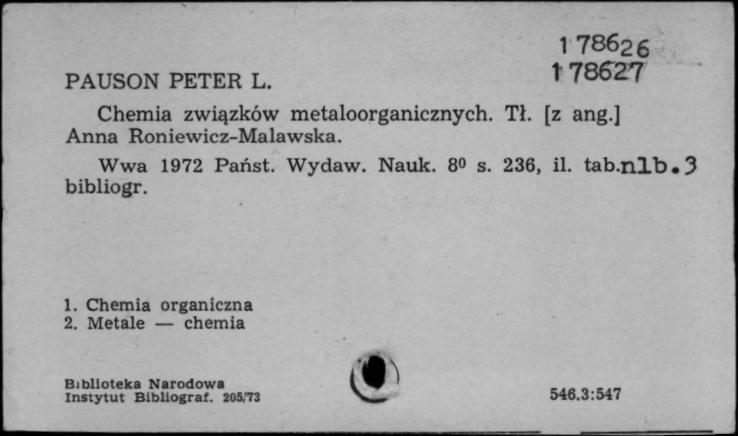 178626
178627
PAUSON PETER L.
Chemia związków metaloorganicznych. Tł. [z ang.]
Anna Roniewicz-Malawska.
Wwa 1972 Państ. Wydaw. Nauk. 8⁰ s. 236, il. tab.nlb.3
bibliogr.
1. Chemia organiczna
2. Metale — chemia
Biblioteka Narodowa
Instytut Bibliograf. 205/73
546.3:547